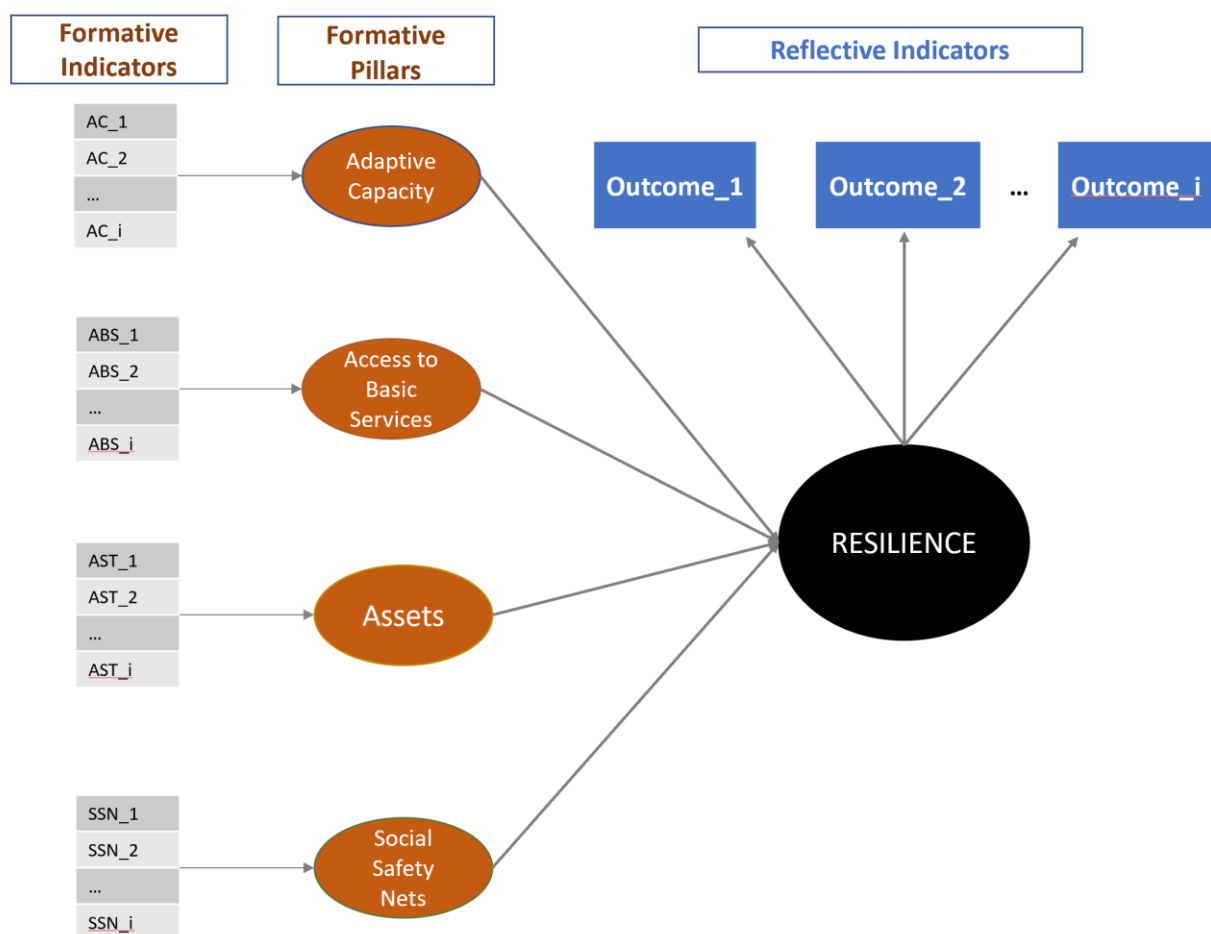 Formative
Indicators
Formative
Pillars
Reflective Indicators
AC_1
AC_2
...
AC_i
Adaptive
Capacity
Outcome_1
Outcome_2
...
Outcome_i
ABS_1
ABS_2
...
ABS_i
Access to
Basic
Services
RESILIENCE
AST_1
AST_2
...
AST_i
Assets
SSN_1
SSN_2
...
SSN_i
Social
Safety
Nets